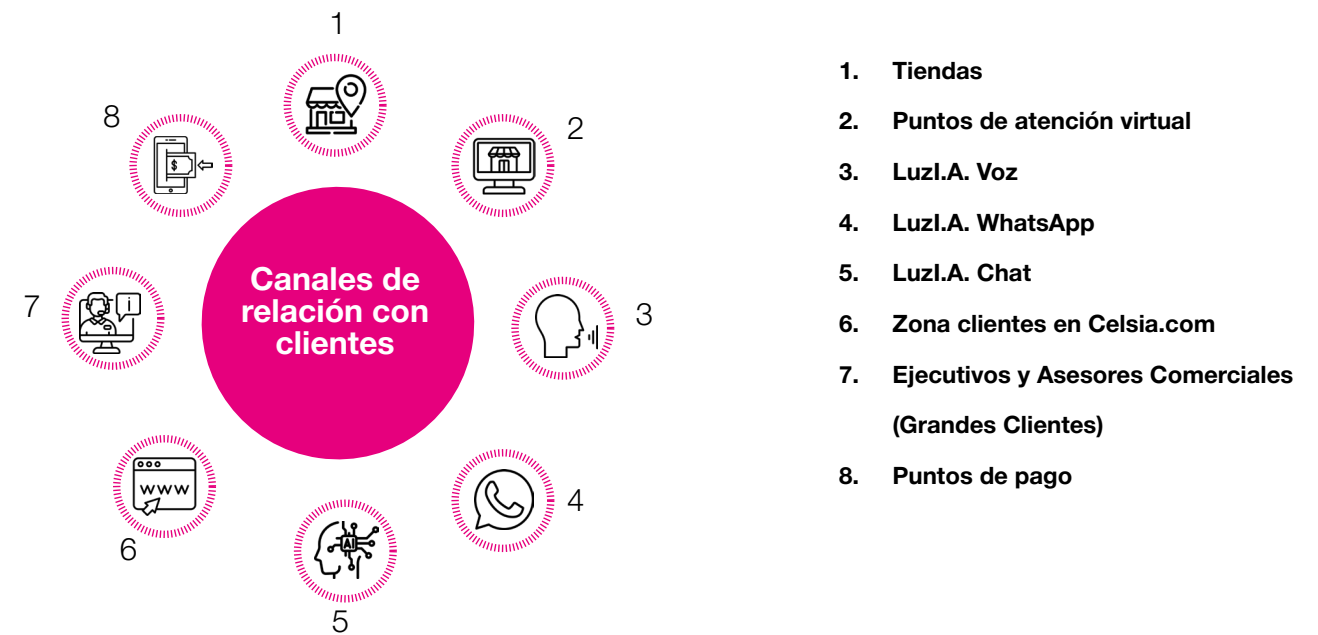 1
2
3
4
5
6
7
8
$
i
WWW
AI
Canales de
relación con
clientes
1. Tiendas
2. Puntos de atención virtual
3. LuzI.A. Voz
4. LuzI.A. WhatsApp
5. LuzI.A. Chat
6. Zona clientes en Celsia.com
7. Ejecutivos y Asesores Comerciales
(Grandes Clientes)
8. Puntos de pago